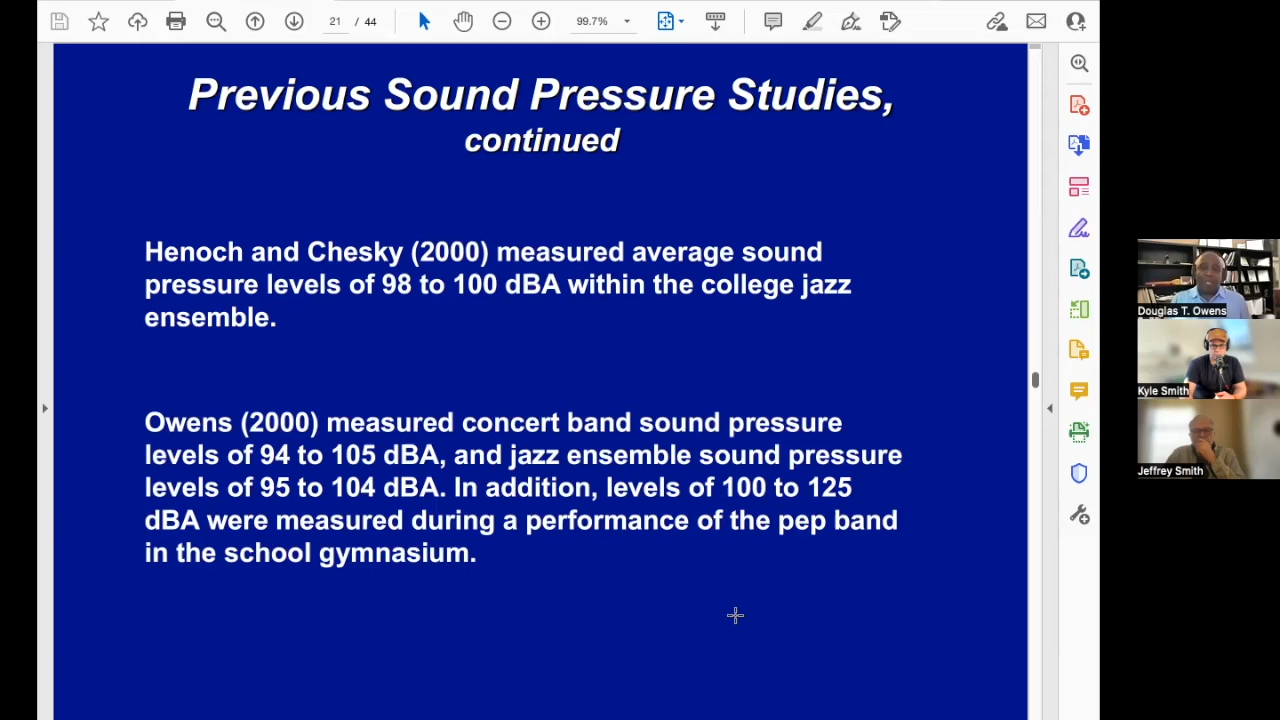 21 / 44
99.7%
Previous Sound Pressure Studies,
continued
Henoch and Chesky (2000) measured average sound
pressure levels of 98 to 100 dBA within the college jazz
ensemble.
Owens (2000) measured concert band sound pressure
levels of 94 to 105 dBA, and jazz ensemble sound pressure
levels of 95 to 104 dBA. In addition, levels of 100 to 125
dBA were measured during a performance of the pep band
in the school gymnasium.
Douglas T. Owens
Kyle Smith
Jeffrey Smith